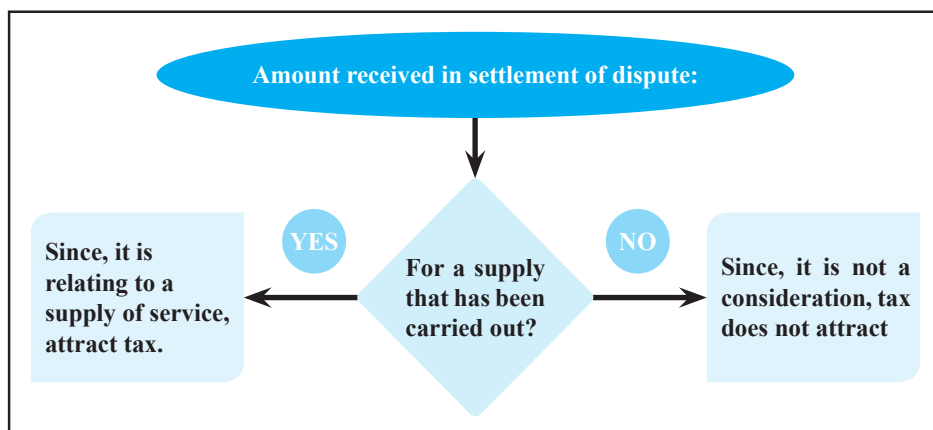 Amount received in settlement of dispute:
YES
NO
Since, it is
relating to a
supply of service,
attract tax.
For a supply
that has been
carried out?
Since, it is not a
consideration, tax
does not attract